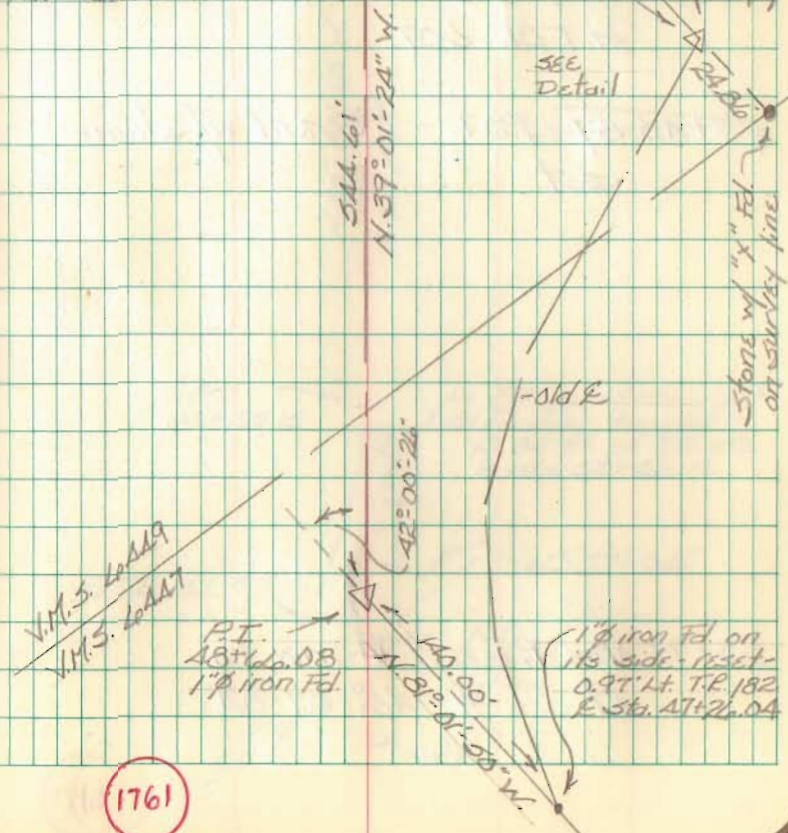 SEE
Detail
24.86'
544.61'
N.39°-01'-24" W.
Stone w/ "X" Fd.
on survey line
-old ℄
42°-00'-26"
V.M.S. 6449
V.M.S. 6447
P.I.
48+66.08
1"ø iron Fd.
140.00'
N.81°-01'-50" W.
1"ø iron Fd. on
its side-reset-
0.97' Lt. T.P. 182
℄ Sta. 47+26.04
1761